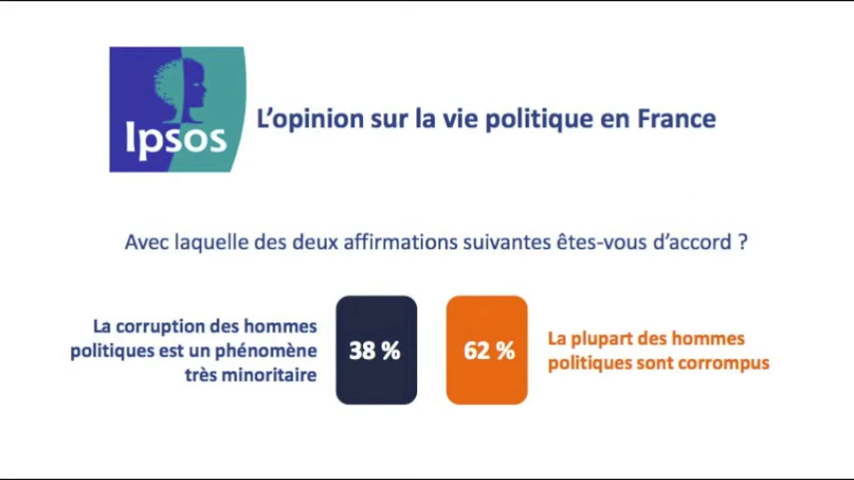 Ipsos
L’opinion sur la vie politique en France
Avec laquelle des deux affirmations suivantes êtes-vous d’accord ?
La corruption des hommes
politiques est un phénomène
très minoritaire
38 %
62 %
La plupart des hommes
politiques sont corrompus